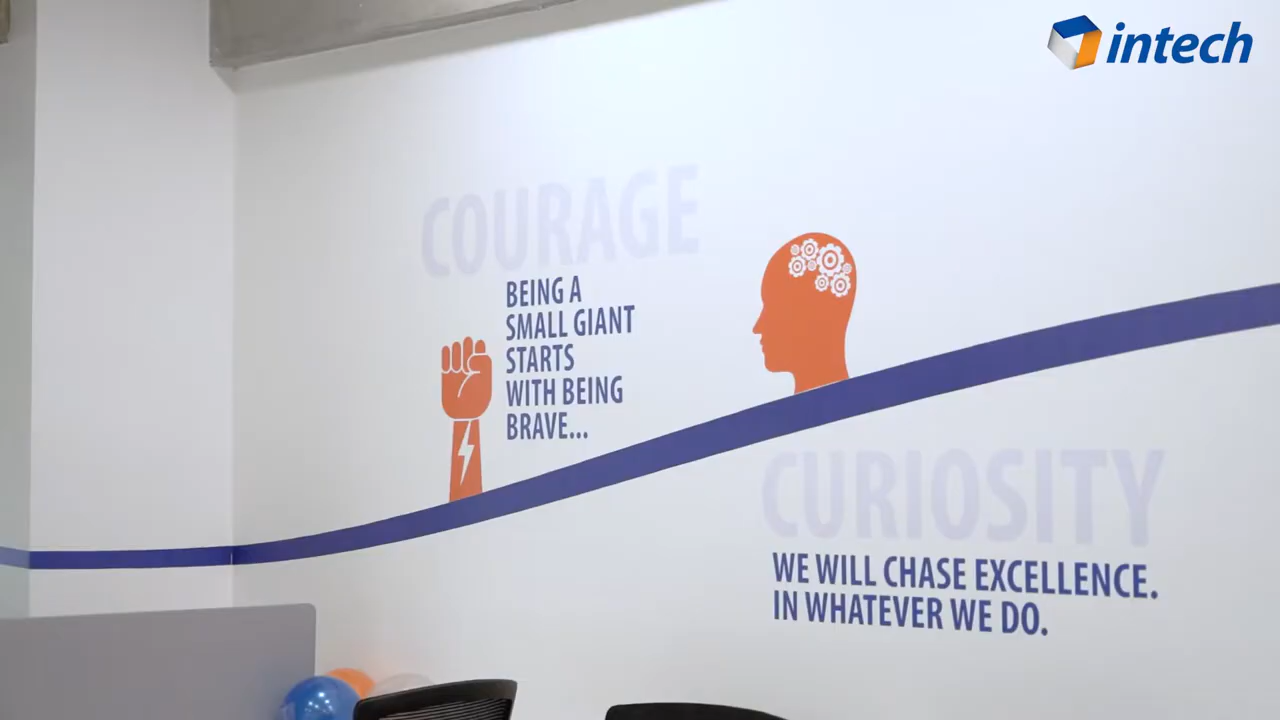 intech
COURAGE
BEING A
SMALL GIANT
STARTS
WITH BEING
BRAVE...
CURIOSITY
WE WILL CHASE EXCELLENCE.
IN WHATEVER WE DO.